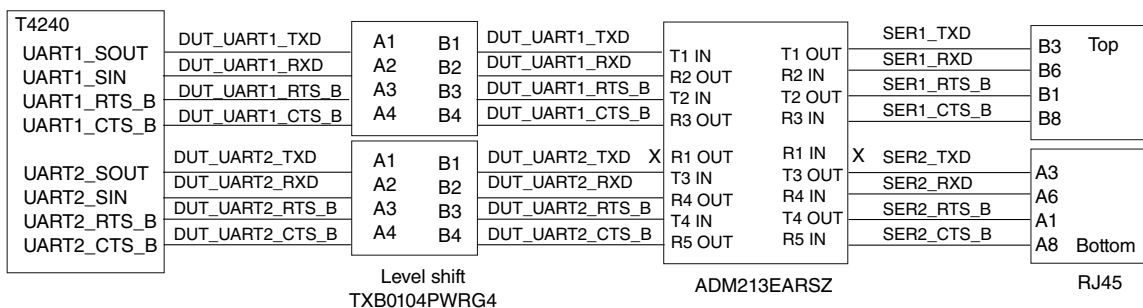 T4240
UART1_SOUT DUT_UART1_TXD A1 B1 DUT_UART1_TXD T1 IN T1 OUT SER1_TXD B3 Top
UART1_SIN DUT_UART1_RXD A2 B2 DUT_UART1_RXD R2 OUT R2 IN SER1_RXD B6
UART1_RTS_B DUT_UART1_RTS_B A3 B3 DUT_UART1_RTS_B T2 IN T2 OUT SER1_RTS_B B1
UART1_CTS_B DUT_UART1_CTS_B A4 B4 DUT_UART1_CTS_B R3 OUT R3 IN SER1_CTS_B B8
X R1 OUT R1 IN X
UART2_SOUT DUT_UART2_TXD A1 B1 DUT_UART2_TXD T3 IN T3 OUT SER2_TXD A3
UART2_SIN DUT_UART2_RXD A2 B2 DUT_UART2_RXD R4 OUT R4 IN SER2_RXD A6
UART2_RTS_B DUT_UART2_RTS_B A3 B3 DUT_UART2_RTS_B T4 IN T4 OUT SER2_RTS_B A1
UART2_CTS_B DUT_UART2_CTS_B A4 B4 DUT_UART2_CTS_B R5 OUT R5 IN SER2_CTS_B A8 Bottom
Level shift
TXB0104PWRG4
ADM213EARSZ
RJ45